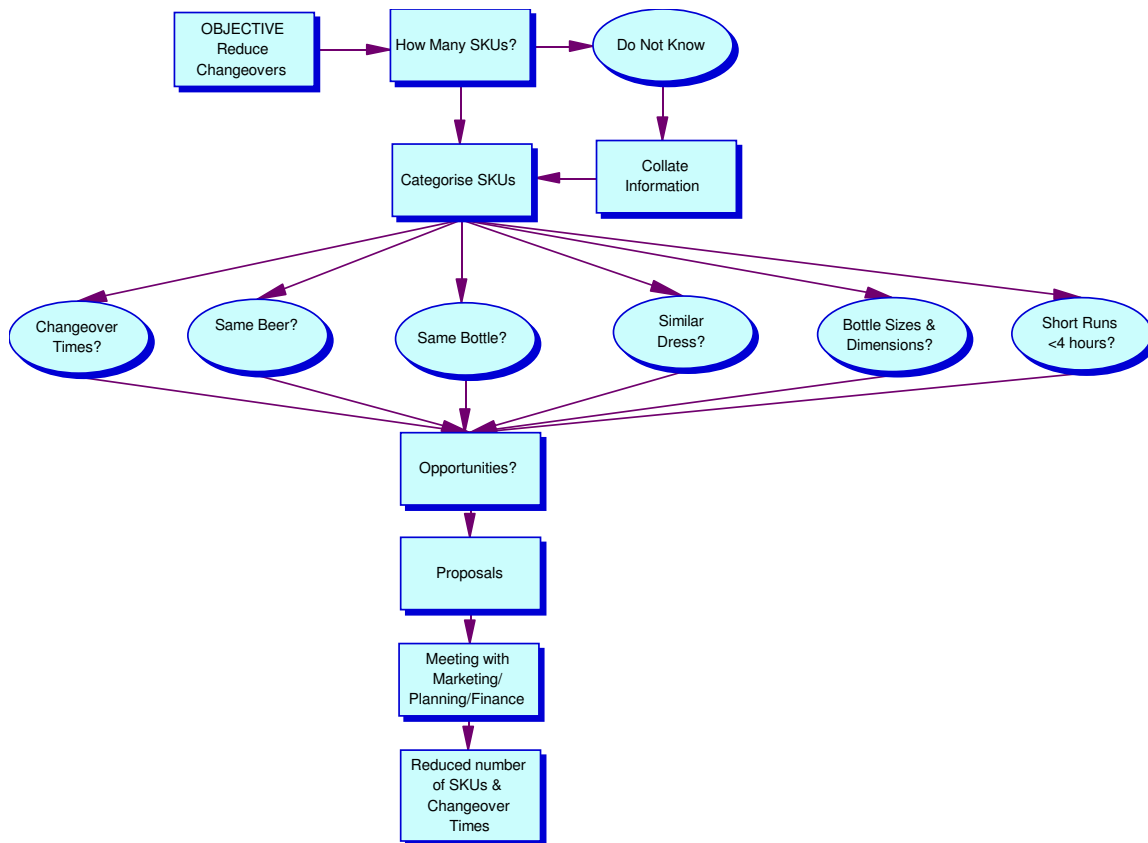 OBJECTIVE
Reduce
Changeovers
How Many SKUs?
Do Not Know
Categorise SKUs
Collate
Information
Changeover
Times?
Same Beer?
Same Bottle?
Similar
Dress?
Bottle Sizes &
Dimensions?
Short Runs
<4 hours?
Opportunities?
Proposals
Meeting with
Marketing/
Planning/Finance
Reduced number
of SKUs &
Changeover
Times